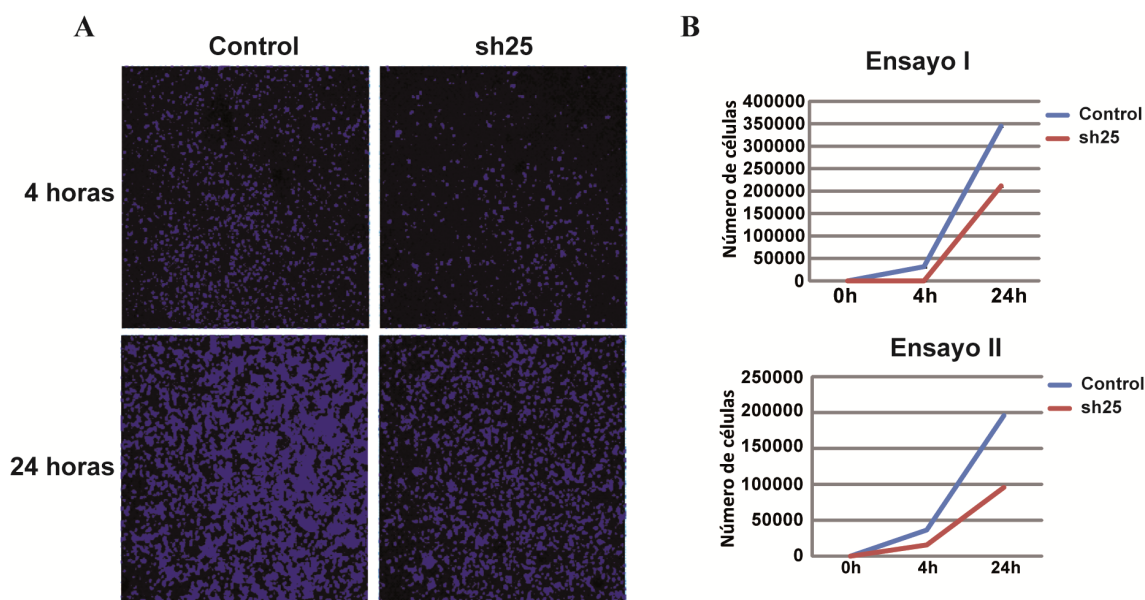 A
Control
sh25
4 horas
24 horas
B
Ensayo I
Número de células
400000
350000
300000
250000
200000
150000
100000
50000
0
0h
4h
24h
Control
sh25
Ensayo II
Número de células
250000
200000
150000
100000
50000
0
0h
4h
24h
Control
sh25